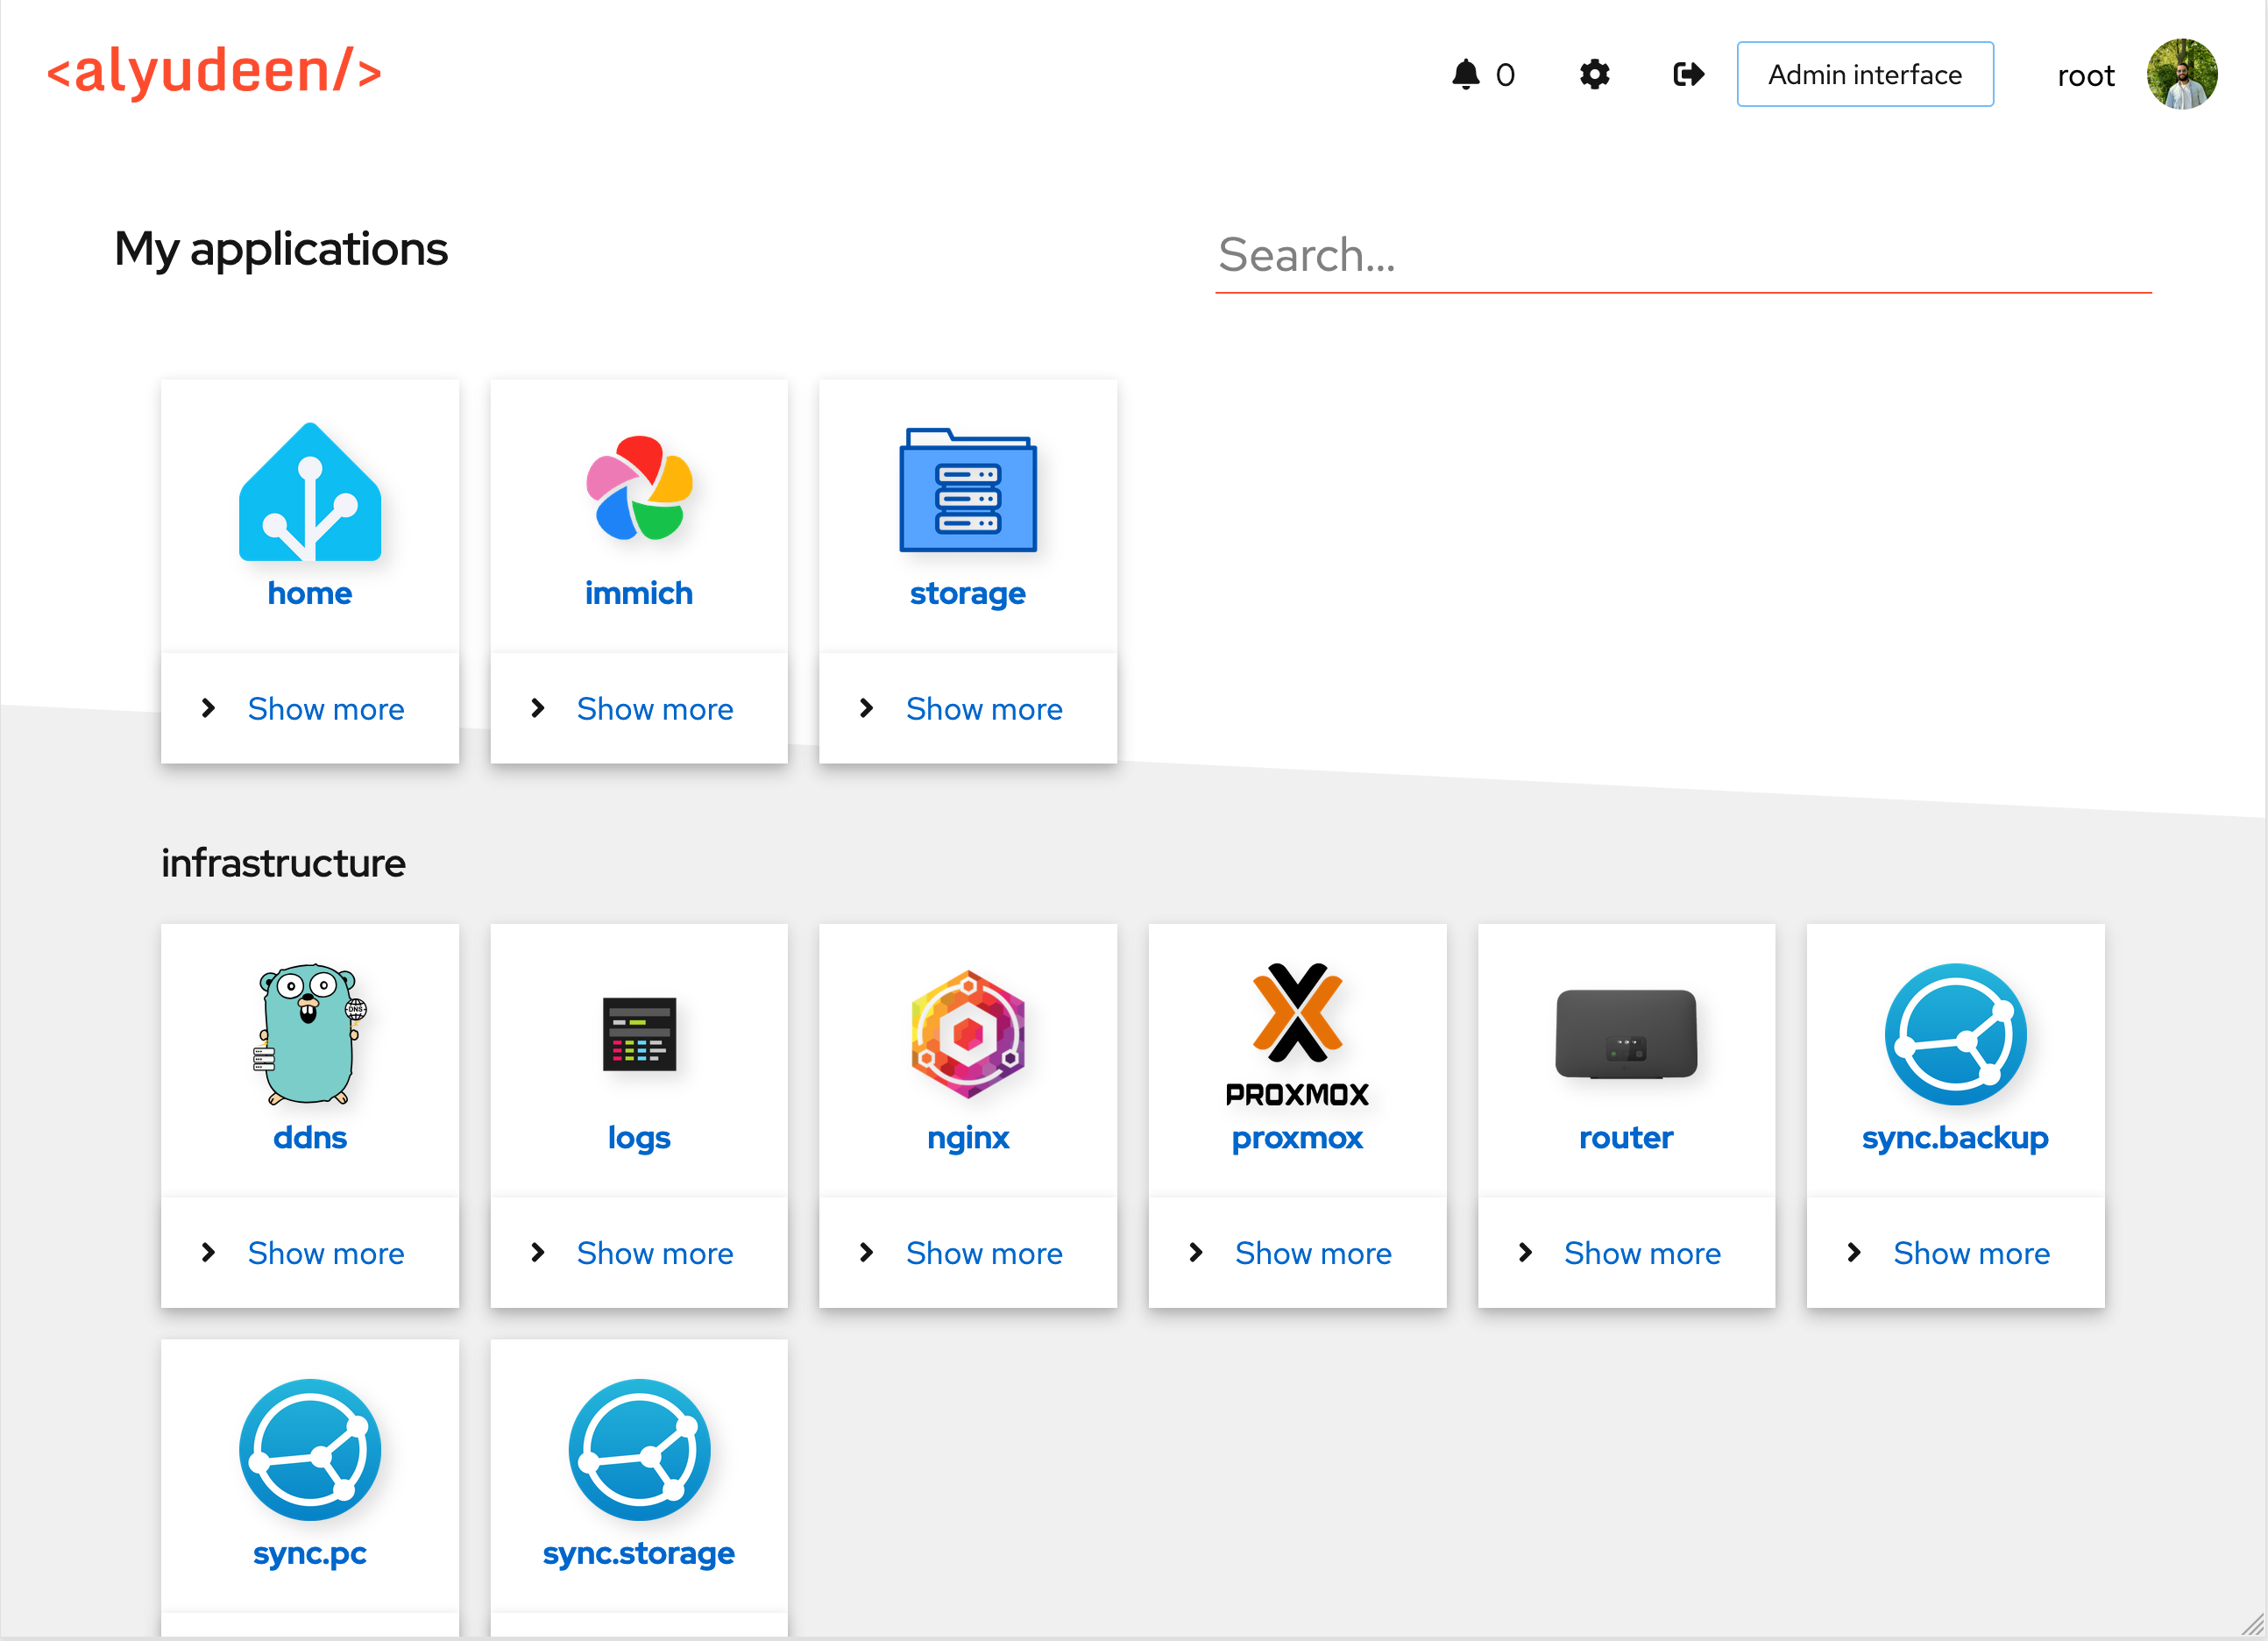 <alyudeen/>
0
Admin interface
root
My applications
Search...
home
immich
storage
Show more
Show more
Show more
infrastructure
DNS
PROXMOX
ddns
logs
nginx
proxmox
router
sync.backup
Show more
Show more
Show more
Show more
Show more
Show more
sync.pc
sync.storage